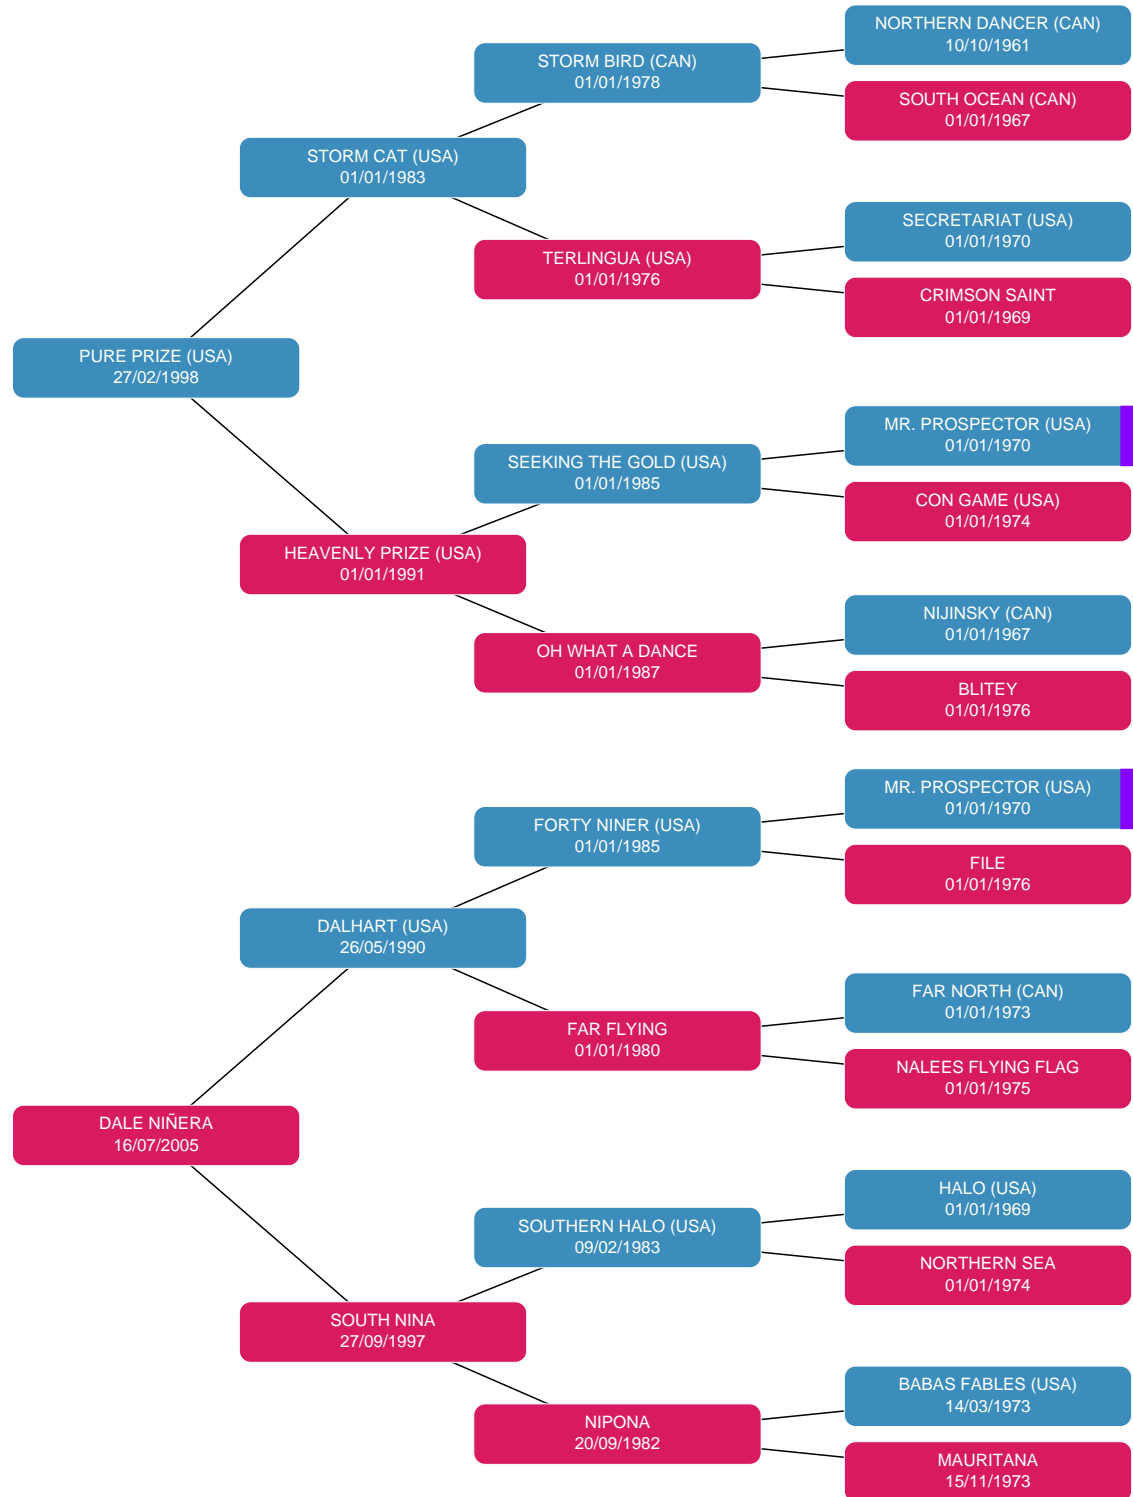 NORTHERN DANCER (CAN)
10/10/1961
STORM BIRD (CAN)
01/01/1978
SOUTH OCEAN (CAN)
01/01/1967
STORM CAT (USA)
01/01/1983
SECRETARIAT (USA)
01/01/1970
TERLINGUA (USA)
01/01/1976
CRIMSON SAINT
01/01/1969
PURE PRIZE (USA)
27/02/1998
MR. PROSPECTOR (USA)
01/01/1970
SEEKING THE GOLD (USA)
01/01/1985
CON GAME (USA)
01/01/1974
HEAVENLY PRIZE (USA)
01/01/1991
NIJINSKY (CAN)
01/01/1967
OH WHAT A DANCE
01/01/1987
BLITEY
01/01/1976
MR. PROSPECTOR (USA)
01/01/1970
FORTY NINER (USA)
01/01/1985
FILE
01/01/1976
DALHART (USA)
26/05/1990
FAR NORTH (CAN)
01/01/1973
FAR FLYING
01/01/1980
NALEES FLYING FLAG
01/01/1975
DALE NIÑERA
16/07/2005
HALO (USA)
01/01/1969
SOUTHERN HALO (USA)
09/02/1983
NORTHERN SEA
01/01/1974
SOUTH NINA
27/09/1997
BABAS FABLES (USA)
14/03/1973
NIPONA
20/09/1982
MAURITANA
15/11/1973